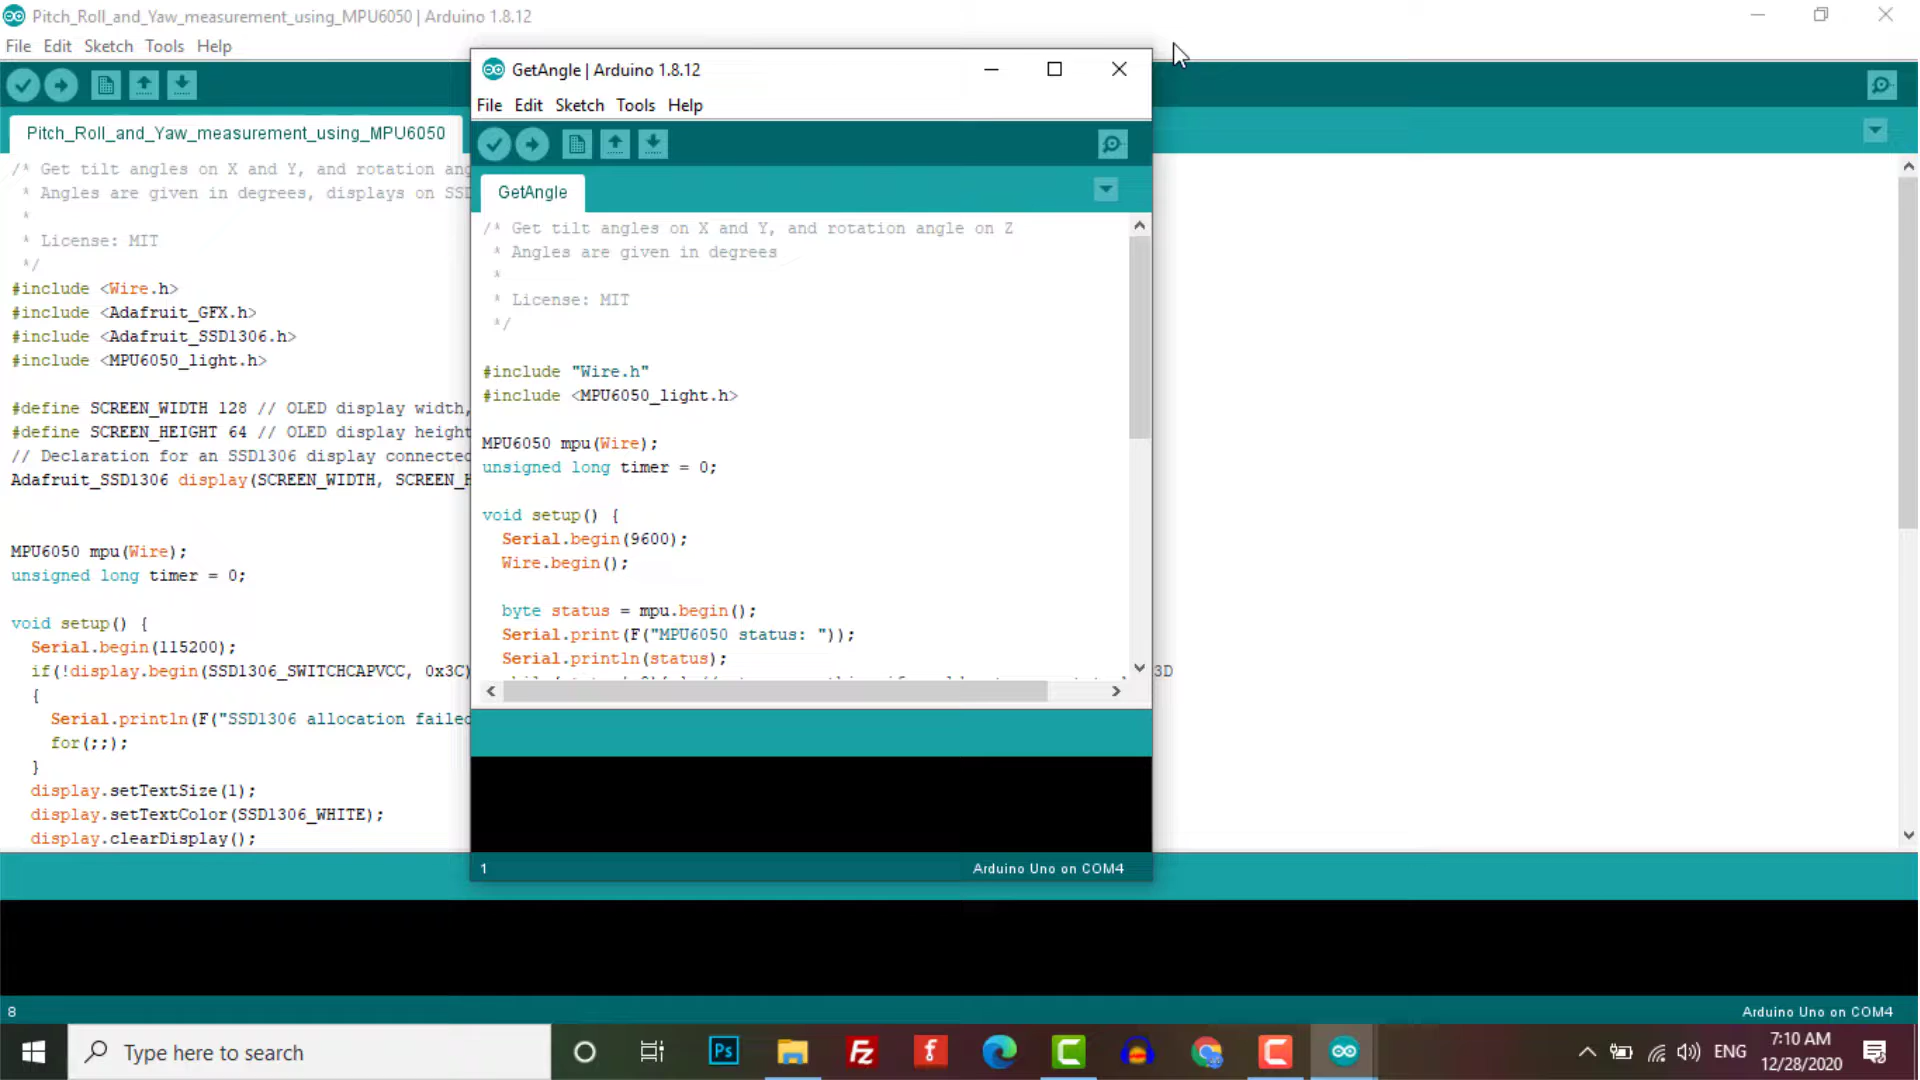 Pitch_Roll_and_Yaw_measurement_using_MPU6050 | Arduino 1.8.12
File Edit Sketch Tools Help
Pitch_Roll_and_Yaw_measurement_using_MPU6050
/* Get tilt angles on X and Y, and rotation ang
* Angles are given in degrees, displays on SS
*
* License: MIT
*/
#include <Wire.h>
#include <Adafruit_GFX.h>
#include <Adafruit_SSD1306.h>
#include <MPU6050_light.h>
#define SCREEN_WIDTH 128 // OLED display width,
#define SCREEN_HEIGHT 64 // OLED display height
// Declaration for an SSD1306 display connected
Adafruit_SSD1306 display(SCREEN_WIDTH, SCREEN_H
MPU6050 mpu(Wire);
unsigned long timer = 0;
void setup() {
Serial.begin(115200);
if(!display.begin(SSD1306_SWITCHCAPVCC, 0x3C)
3D
{
Serial.println(F("SSD1306 allocation failed
for(;;);
}
display.setTextSize(1);
display.setTextColor(SSD1306_WHITE);
display.clearDisplay();
8
Arduino Uno on COM4
GetAngle | Arduino 1.8.12
File Edit Sketch Tools Help
GetAngle
/* Get tilt angles on X and Y, and rotation angle on Z
* Angles are given in degrees
*
* License: MIT
*/
#include "Wire.h"
#include <MPU6050_light.h>
MPU6050 mpu(Wire);
unsigned long timer = 0;
void setup() {
Serial.begin(9600);
Wire.begin();
byte status = mpu.begin();
Serial.print(F("MPU6050 status: "));
Serial.println(status);
1
Arduino Uno on COM4
Type here to search
Ps
Fz
f
ENG
7:10 AM
12/28/2020